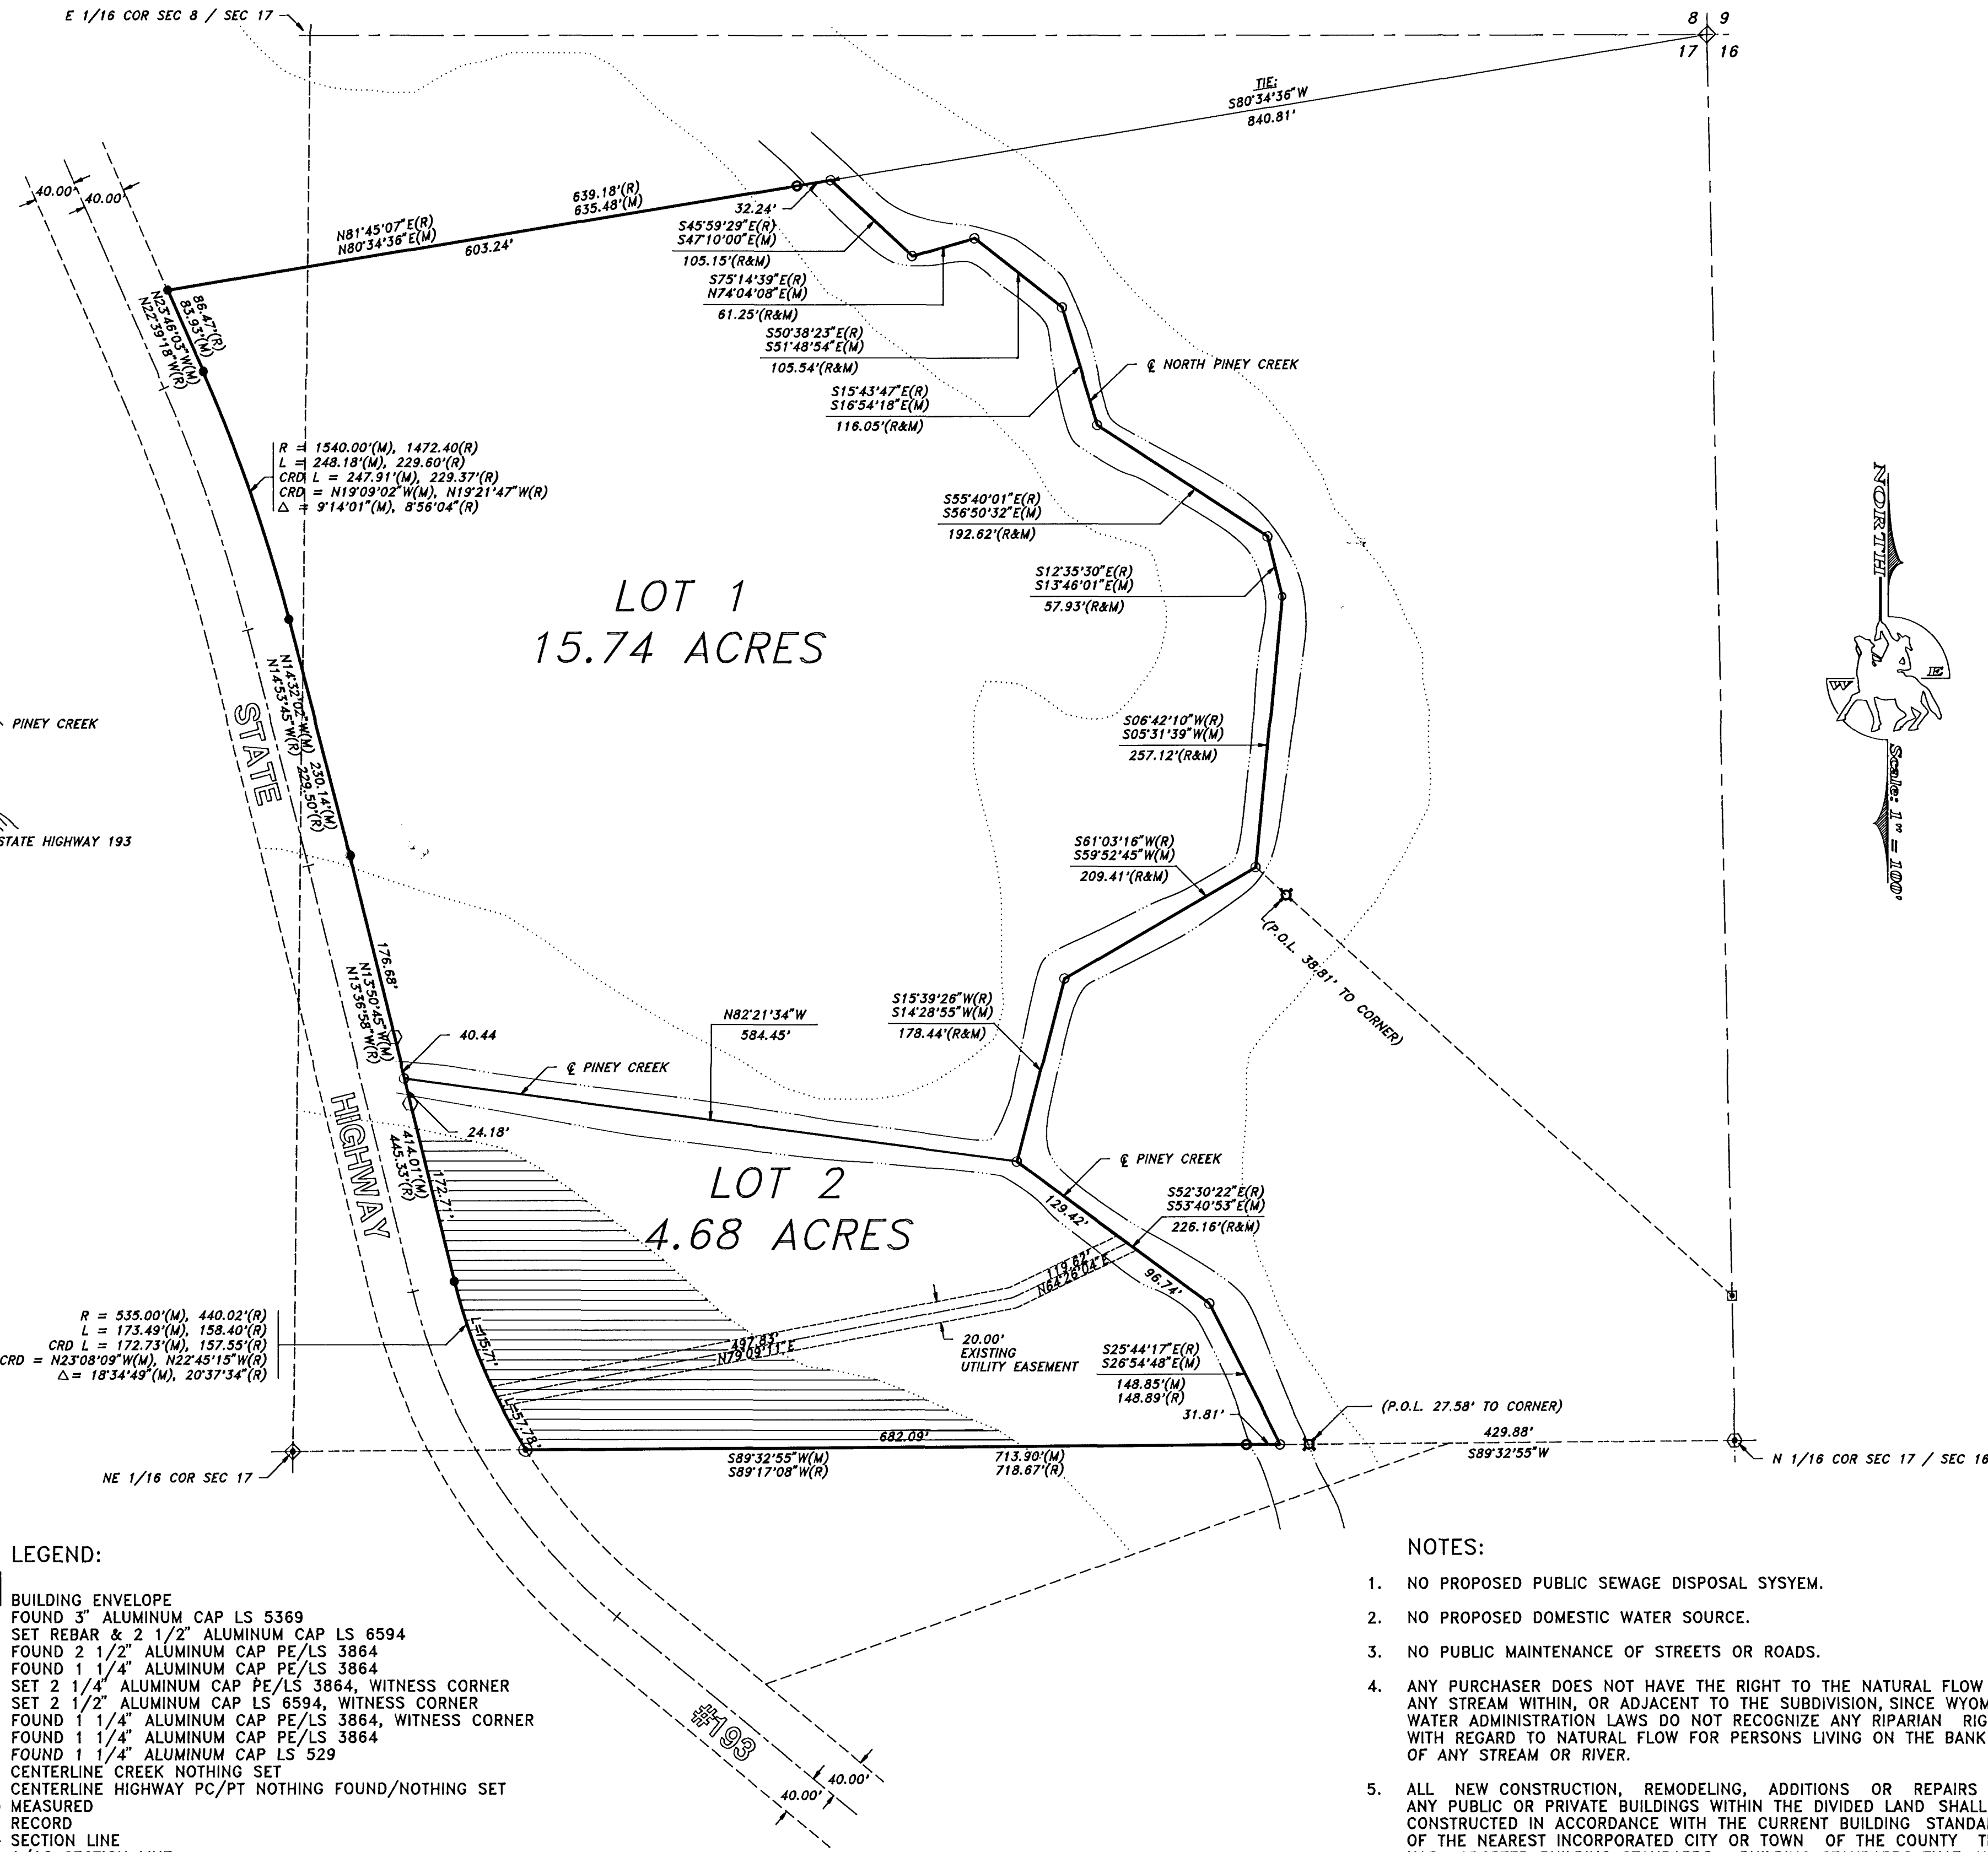 E 1/16 COR SEC 8 / SEC 17
8 9
17 16
TIE:
S80°34'36"W
840.81'
40.00'
40.00'
639.18'(R)
635.48'(M)
N81°45'07"E(R)
N80°34'36"E(M)
603.24'
32.24'
S45°59'29"E(R)
S47°10'00"E(M)
105.15'(R&M)
S75°14'39"E(R)
N74°04'08"E(M)
61.25'(R&M)
S50°38'23"E(R)
S51°48'54"E(M)
105.54'(R&M)
S15°43'47"E(R)
S16°54'18"E(M)
116.05'(R&M)
℄ NORTH PINEY CREEK
86.47'(R)
83.93'(M)
N23°46'03"W(M)
N22°39'18"W(R)
R = 1540.00'(M), 1472.40(R)
L = 248.18'(M), 229.60'(R)
CRD L = 247.91'(M), 229.37'(R)
CRD = N19°09'02"W(M), N19°21'47"W(R)
△ = 9°14'01"(M), 8°56'04"(R)
S55°40'01"E(R)
S56°50'32"E(M)
192.62'(R&M)
S12°35'30"E(R)
S13°46'01"E(M)
57.93'(R&M)
LOT 1
15.74 ACRES
NORTH
W
E
Scale: 1" = 100'
N14°32'02"W(M) 230.14'(M)
N14°53'45"W(R) 229.50'(R)
PINEY CREEK
STATE HIGHWAY 193
STATE
S06°42'10"W(R)
S05°31'39"W(M)
257.12'(R&M)
S61°03'16"W(R)
S59°52'45"W(M)
209.41'(R&M)
(P.O.L. 38.81' TO CORNER)
176.68'
N13°50'45"W(M)
N13°36'58"W(R)
40.44
N82°21'34"W
584.45'
S15°39'26"W(R)
S14°28'55"W(M)
178.44'(R&M)
℄ PINEY CREEK
24.18'
HIGHWAY
414.01'(M)
445.33'(R)
172.71'
LOT 2
4.68 ACRES
℄ PINEY CREEK
129.42'
S52°30'22"E(R)
S53°40'53"E(M)
226.16'(R&M)
96.74'
119.62'
N64°26'04"E
R = 535.00'(M), 440.02'(R)
L = 173.49'(M), 158.40'(R)
CRD L = 172.73'(M), 157.55'(R)
CRD = N23°08'09"W(M), N22°45'15"W(R)
△= 18°34'49"(M), 20°37'34"(R)
L=115.71'
497.83'
N79°09'11"E
20.00'
EXISTING
UTILITY EASEMENT
S25°44'17"E(R)
S26°54'48"E(M)
148.85'(M)
148.89'(R)
31.81'
(P.O.L. 27.58' TO CORNER)
L=57.78'
682.09'
S89°32'55"W(M)
S89°17'08"W(R)
713.90'(M)
718.67'(R)
429.88'
S89°32'55"W
NE 1/16 COR SEC 17
N 1/16 COR SEC 17 / SEC 16
#193
40.00'
40.00'
LEGEND:
BUILDING ENVELOPE
FOUND 3" ALUMINUM CAP LS 5369
SET REBAR & 2 1/2" ALUMINUM CAP LS 6594
FOUND 2 1/2" ALUMINUM CAP PE/LS 3864
FOUND 1 1/4" ALUMINUM CAP PE/LS 3864
SET 2 1/4" ALUMINUM CAP PE/LS 3864, WITNESS CORNER
SET 2 1/2" ALUMINUM CAP LS 6594, WITNESS CORNER
FOUND 1 1/4" ALUMINUM CAP PE/LS 3864, WITNESS CORNER
FOUND 1 1/4" ALUMINUM CAP PE/LS 3864
FOUND 1 1/4" ALUMINUM CAP LS 529
CENTERLINE CREEK NOTHING SET
CENTERLINE HIGHWAY PC/PT NOTHING FOUND/NOTHING SET
MEASURED
RECORD
SECTION LINE
NOTES:
1. NO PROPOSED PUBLIC SEWAGE DISPOSAL SYSYEM.
2. NO PROPOSED DOMESTIC WATER SOURCE.
3. NO PUBLIC MAINTENANCE OF STREETS OR ROADS.
4. ANY PURCHASER DOES NOT HAVE THE RIGHT TO THE NATURAL FLOW
ANY STREAM WITHIN, OR ADJACENT TO THE SUBDIVISION, SINCE WYOM
WATER ADMINISTRATION LAWS DO NOT RECOGNIZE ANY RIPARIAN RIG
WITH REGARD TO NATURAL FLOW FOR PERSONS LIVING ON THE BANK
OF ANY STREAM OR RIVER.
5. ALL NEW CONSTRUCTION, REMODELING, ADDITIONS OR REPAIRS
ANY PUBLIC OR PRIVATE BUILDINGS WITHIN THE DIVIDED LAND SHALL
CONSTRUCTED IN ACCORDANCE WITH THE CURRENT BUILDING STANDA
OF THE NEAREST INCORPORATED CITY OR TOWN OF THE COUNTY T